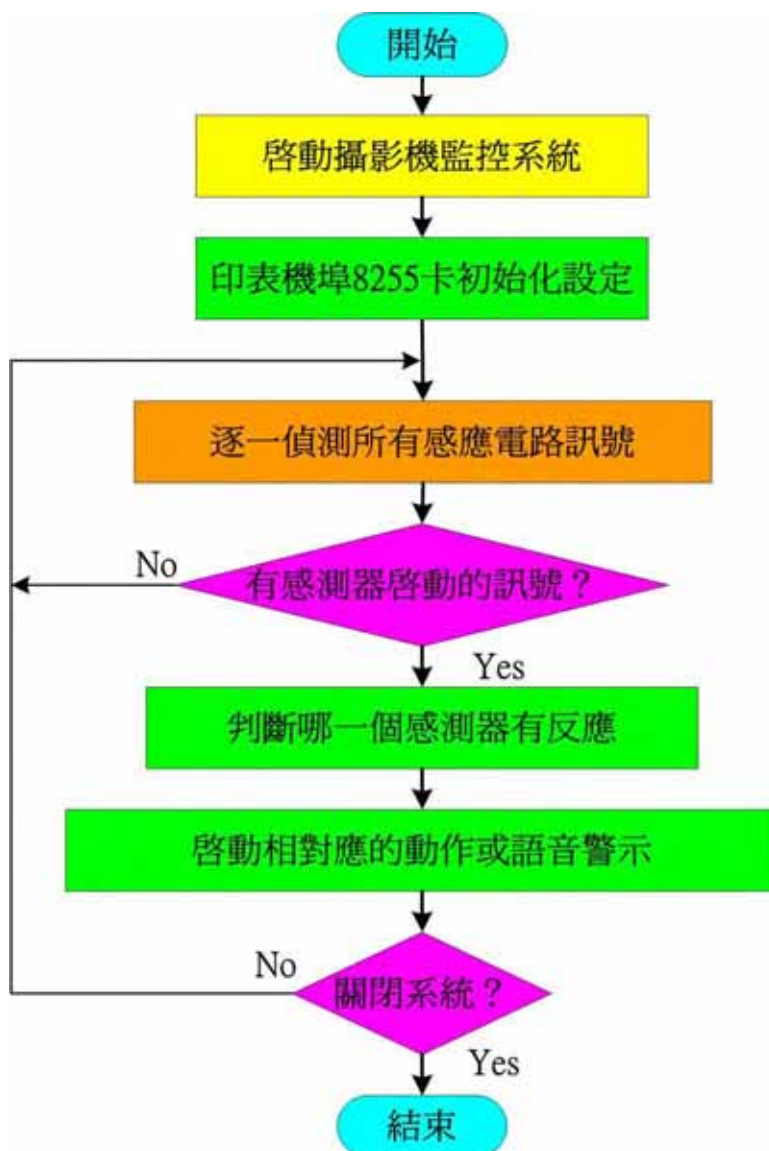 開始
啓動攝影機監控系統
印表機埠8255卡初始化設定
逐一偵測所有感應電路訊號
No
有感測器啓動的訊號？
Yes
判斷哪一個感測器有反應
啓動相對應的動作或語音警示
No
關閉系統？
Yes
結束